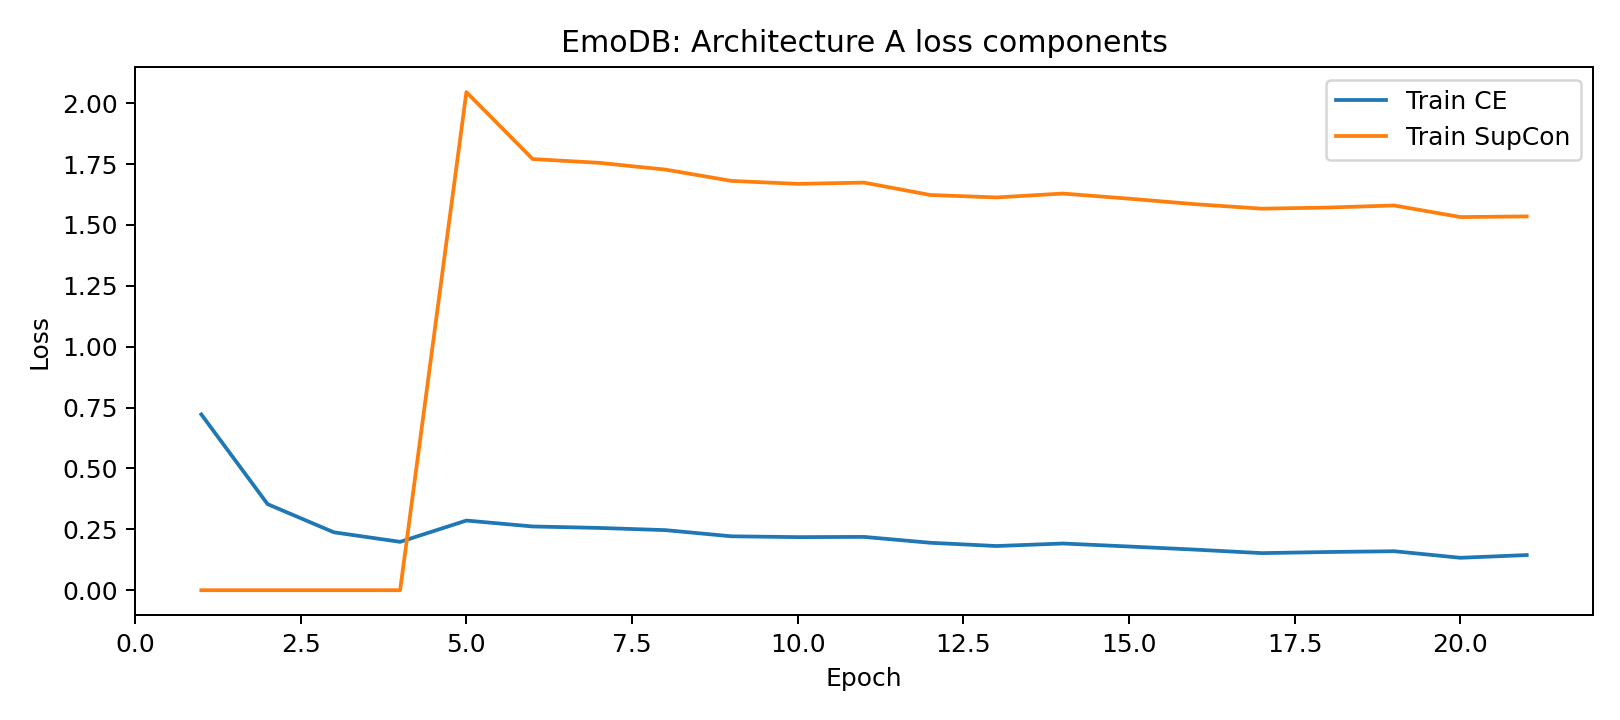 EmoDB: Architecture A loss components
Train CE
Train SupCon
2.00
1.75
1.50
1.25
1.00
0.75
0.50
0.25
0.00
Loss
0.0 2.5 5.0 7.5 10.0 12.5 15.0 17.5 20.0
Epoch